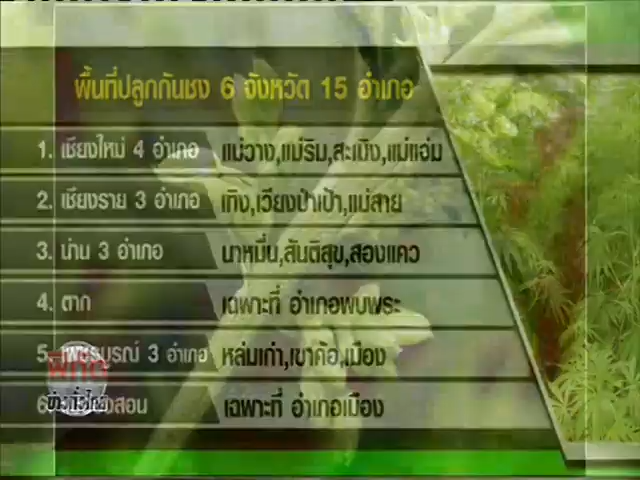 พื้นที่ปลูกกันชง 6 จังหวัด 15 อำเภอ
1. เชียงใหม่ 4 อำเภอ แม่วาง,แม่ริม,สะเมิง,แม่แจ่ม
2. เชียงราย 3 อำเภอ เทิง,เวียงป่าเป้า,แม่สาย
3. น่าน 3 อำเภอ นาหมื่น,สันติสุข,สองแคว
4. ตาก เฉพาะที่ อำเภอพบพระ
5. เพชรบูรณ์ 3 อำเภอ หล่มเก่า,เขาค้อ,เมือง
6. เฉพาะที่ อำเภอเมือง